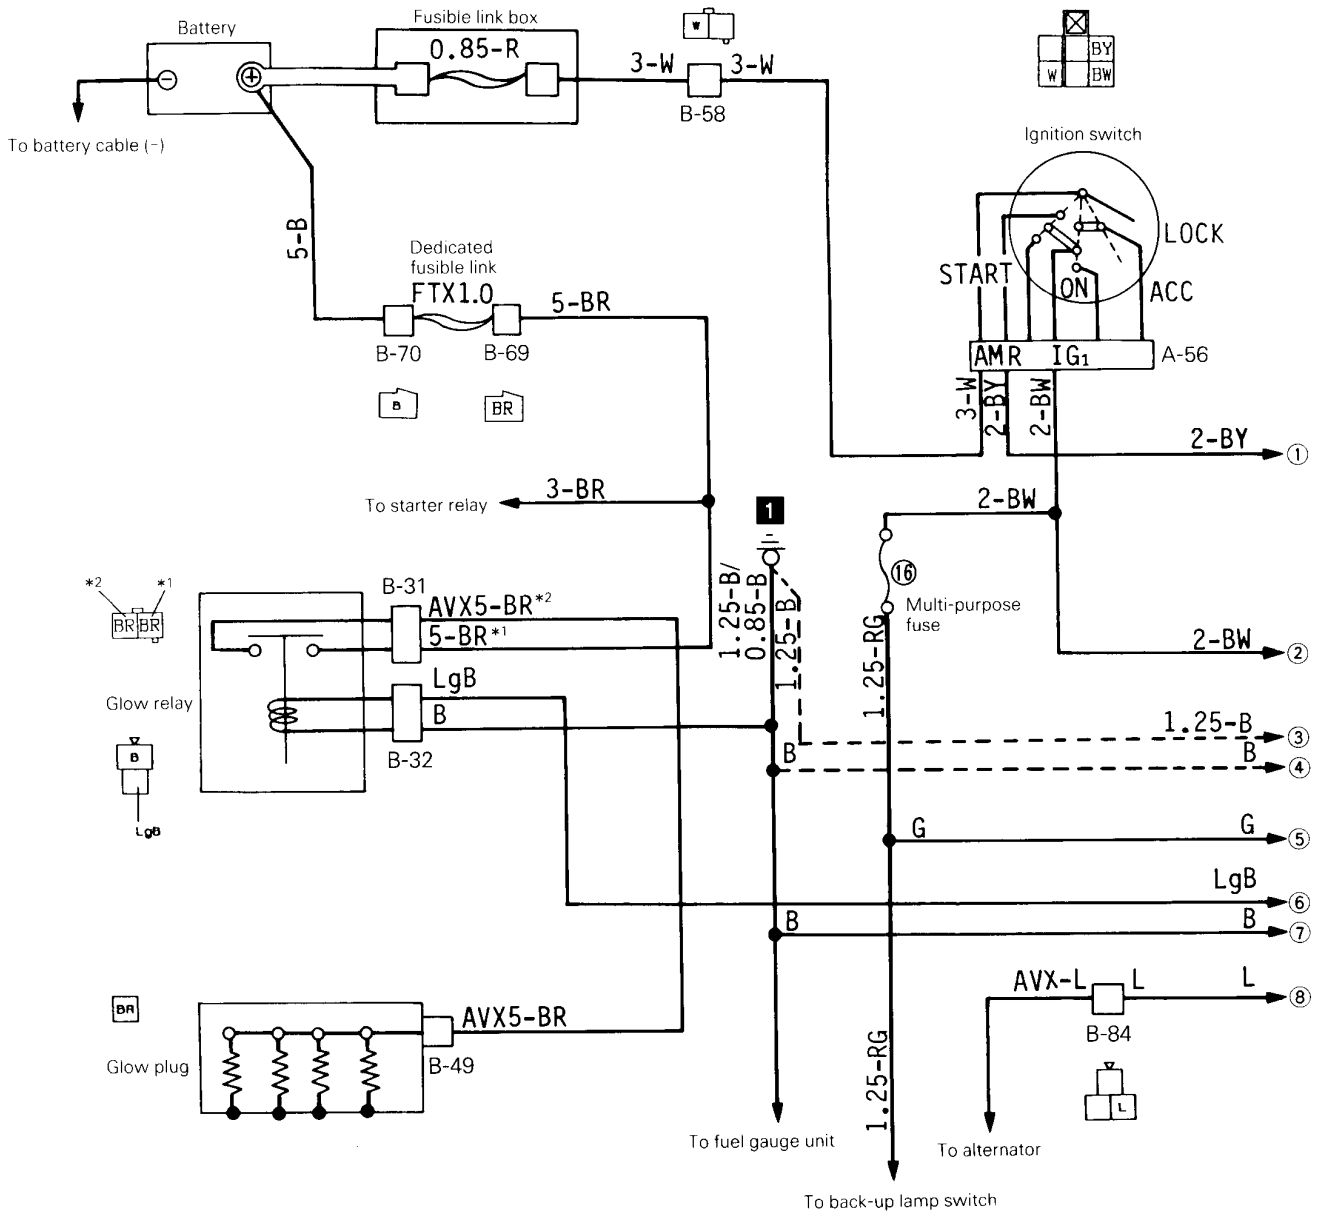 Battery
Fusible link box
0.85-R
W
3-W
3-W
B-58
BY
W
BW
To battery cable (−)
Ignition switch
LOCK
START
ON
ACC
5-B
Dedicated
fusible link
FTX1.0
5-BR
B-70
B-69
B
BR
AM R IG1
A-56
3-W
2-BY
2-BW
2-BY
1
To starter relay
3-BR
1
2-BW
16
Multi-purpose
fuse
*2
*1
BR BR
B-31
AVX5-BR*2
5-BR*1
1.25-B/
0.85-B
1.25-B
1.25-RG
2-BW
2
LgB
Glow relay
B
B-32
1.25-B
3
B
B
4
B
LgB
G
G
5
LgB
6
B
B
7
AVX-L
L
L
8
B-84
BR
AVX5-BR
B-49
Glow plug
1.25-RG
L
To fuel gauge unit
To alternator
To back-up lamp switch